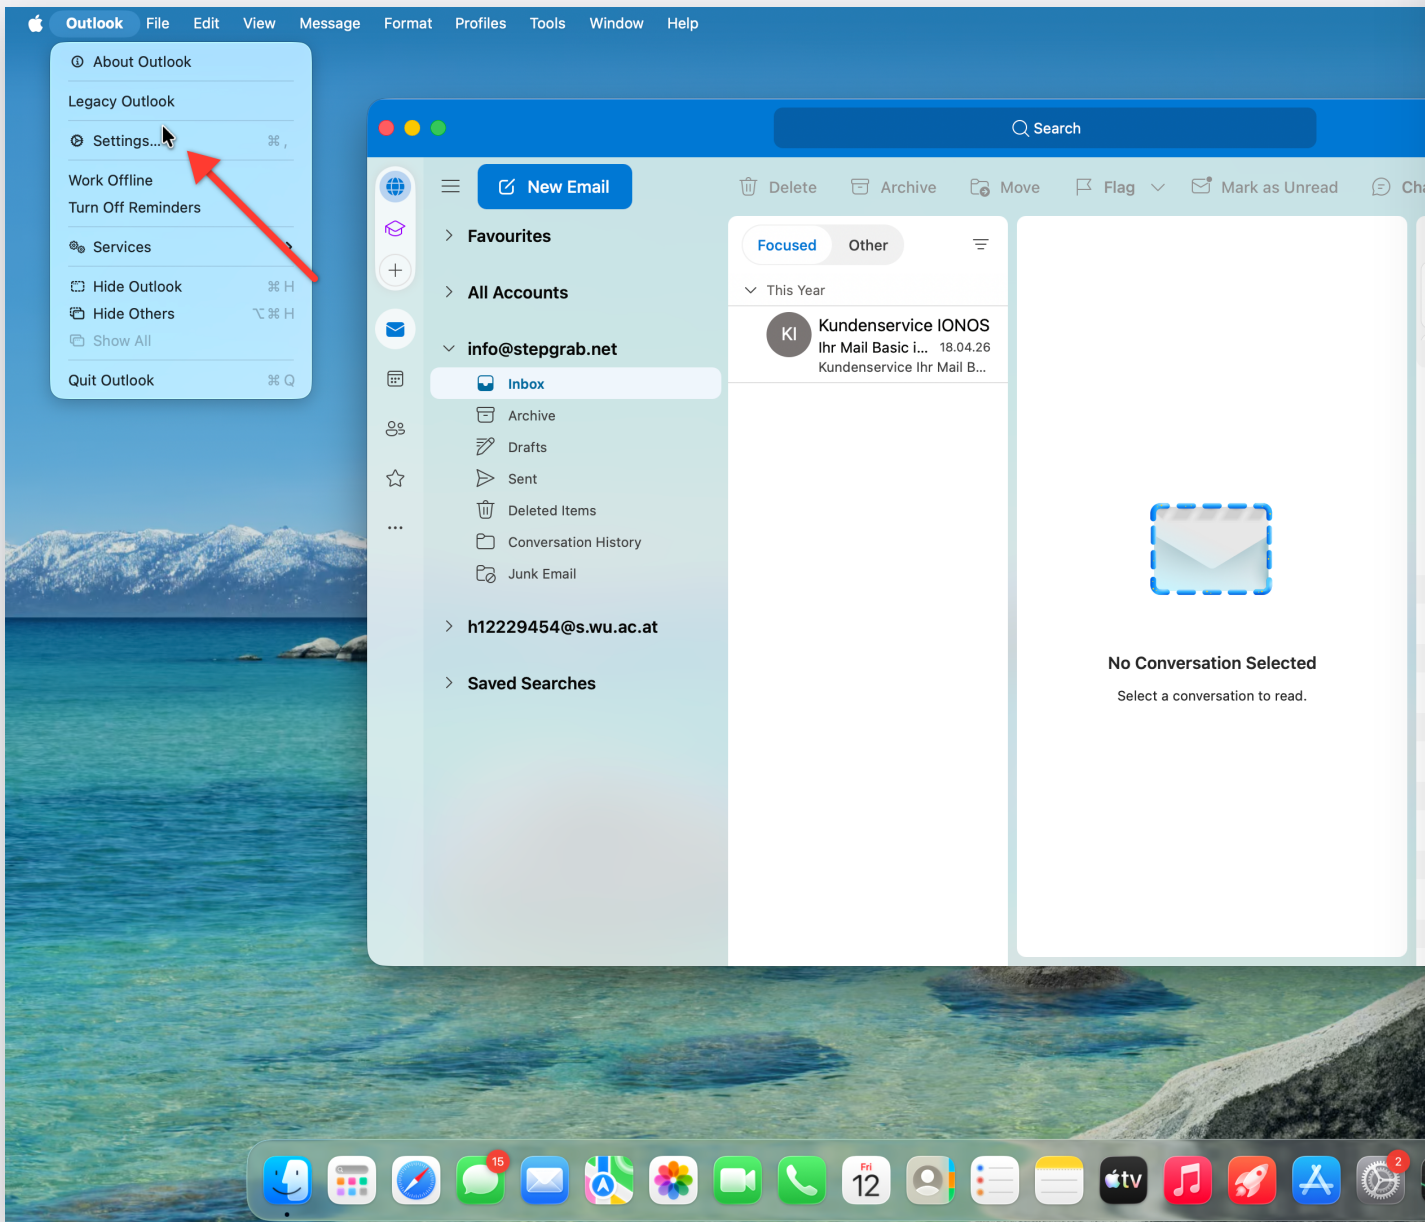 Outlook File Edit View Message Format Profiles Tools Window Help
About Outlook
Legacy Outlook
Settings... ⌘ ,
Work Offline
Turn Off Reminders
Services
Hide Outlook ⌘ H
Hide Others ⌥ ⌘ H
Show All
Quit Outlook ⌘ Q
Search
New Email
Delete Archive Move Flag Mark as Unread Cha
Favourites
All Accounts
info@stepgrab.net
Inbox
Archive
Drafts
Sent
Deleted Items
Conversation History
Junk Email
h12229454@s.wu.ac.at
Saved Searches
Focused Other
This Year
KI
Kundenservice IONOS
Ihr Mail Basic i... 18.04.26
Kundenservice Ihr Mail B...
No Conversation Selected
Select a conversation to read.
15
Fri
12
tv
2